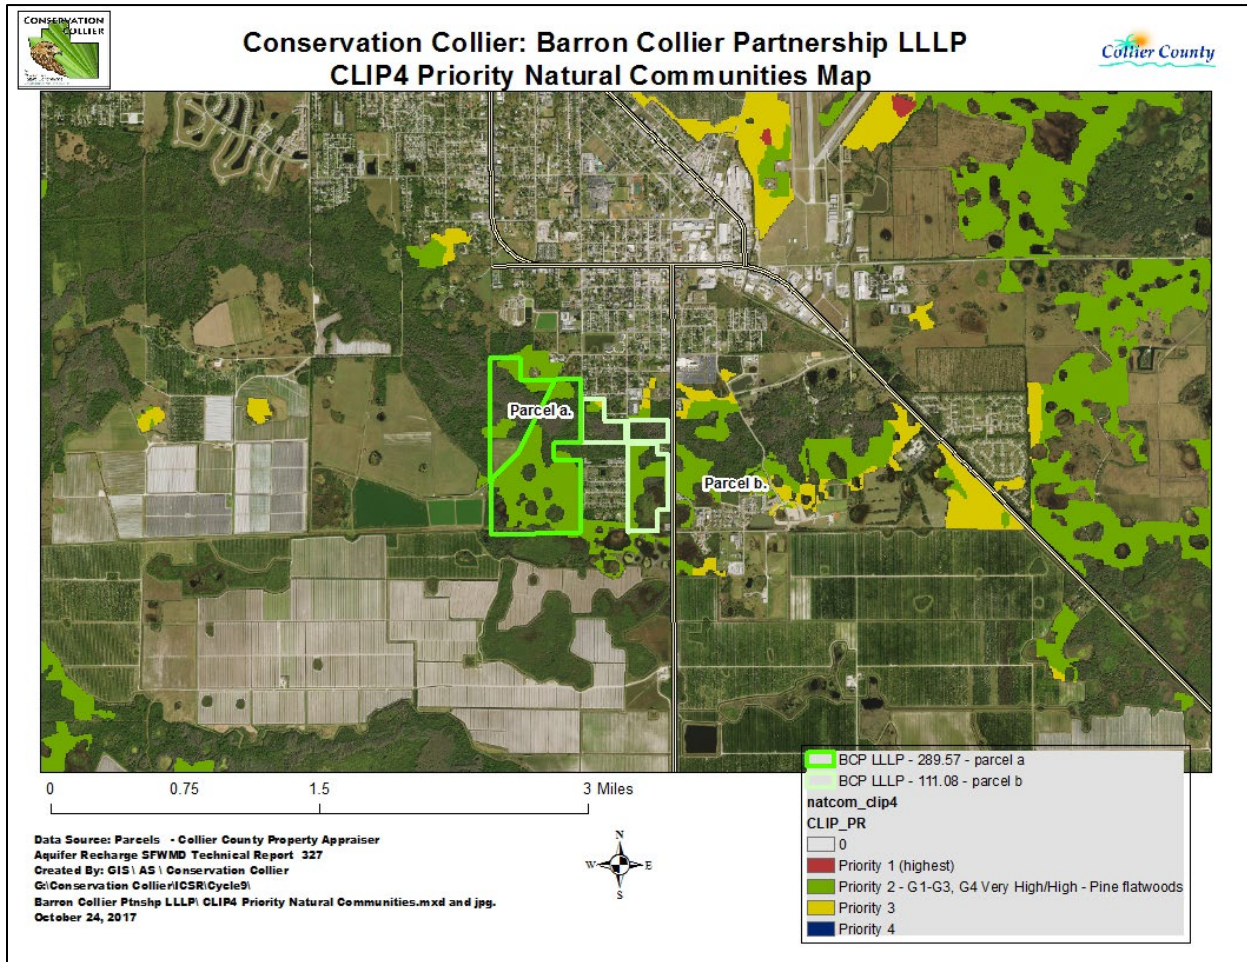 CONSERVATION
COLLIER
Conservation Collier: Barron Collier Partnership LLLP
CLIP4 Priority Natural Communities Map
Collier County
Parcel a.
Parcel b.
0 0.75 1.5 3 Miles
Data Source: Parcels - Collier County Property Appraiser
Aquifer Recharge SFWMD Technical Report 327
Created By: GIS \ AS \ Conservation Collier
G:\Conservation Collier\ICSR\Cycle9\
Barron Collier Ptnshp LLLP\ CLIP4 Priority Natural Communities.mxd and jpg.
October 24, 2017
N
W E
S
BCP LLLP - 289.57 - parcel a
BCP LLLP - 111.08 - parcel b
natcom_clip4
CLIP_PR
0
Priority 1 (highest)
Priority 2 - G1-G3, G4 Very High/High - Pine flatwoods
Priority 3
Priority 4